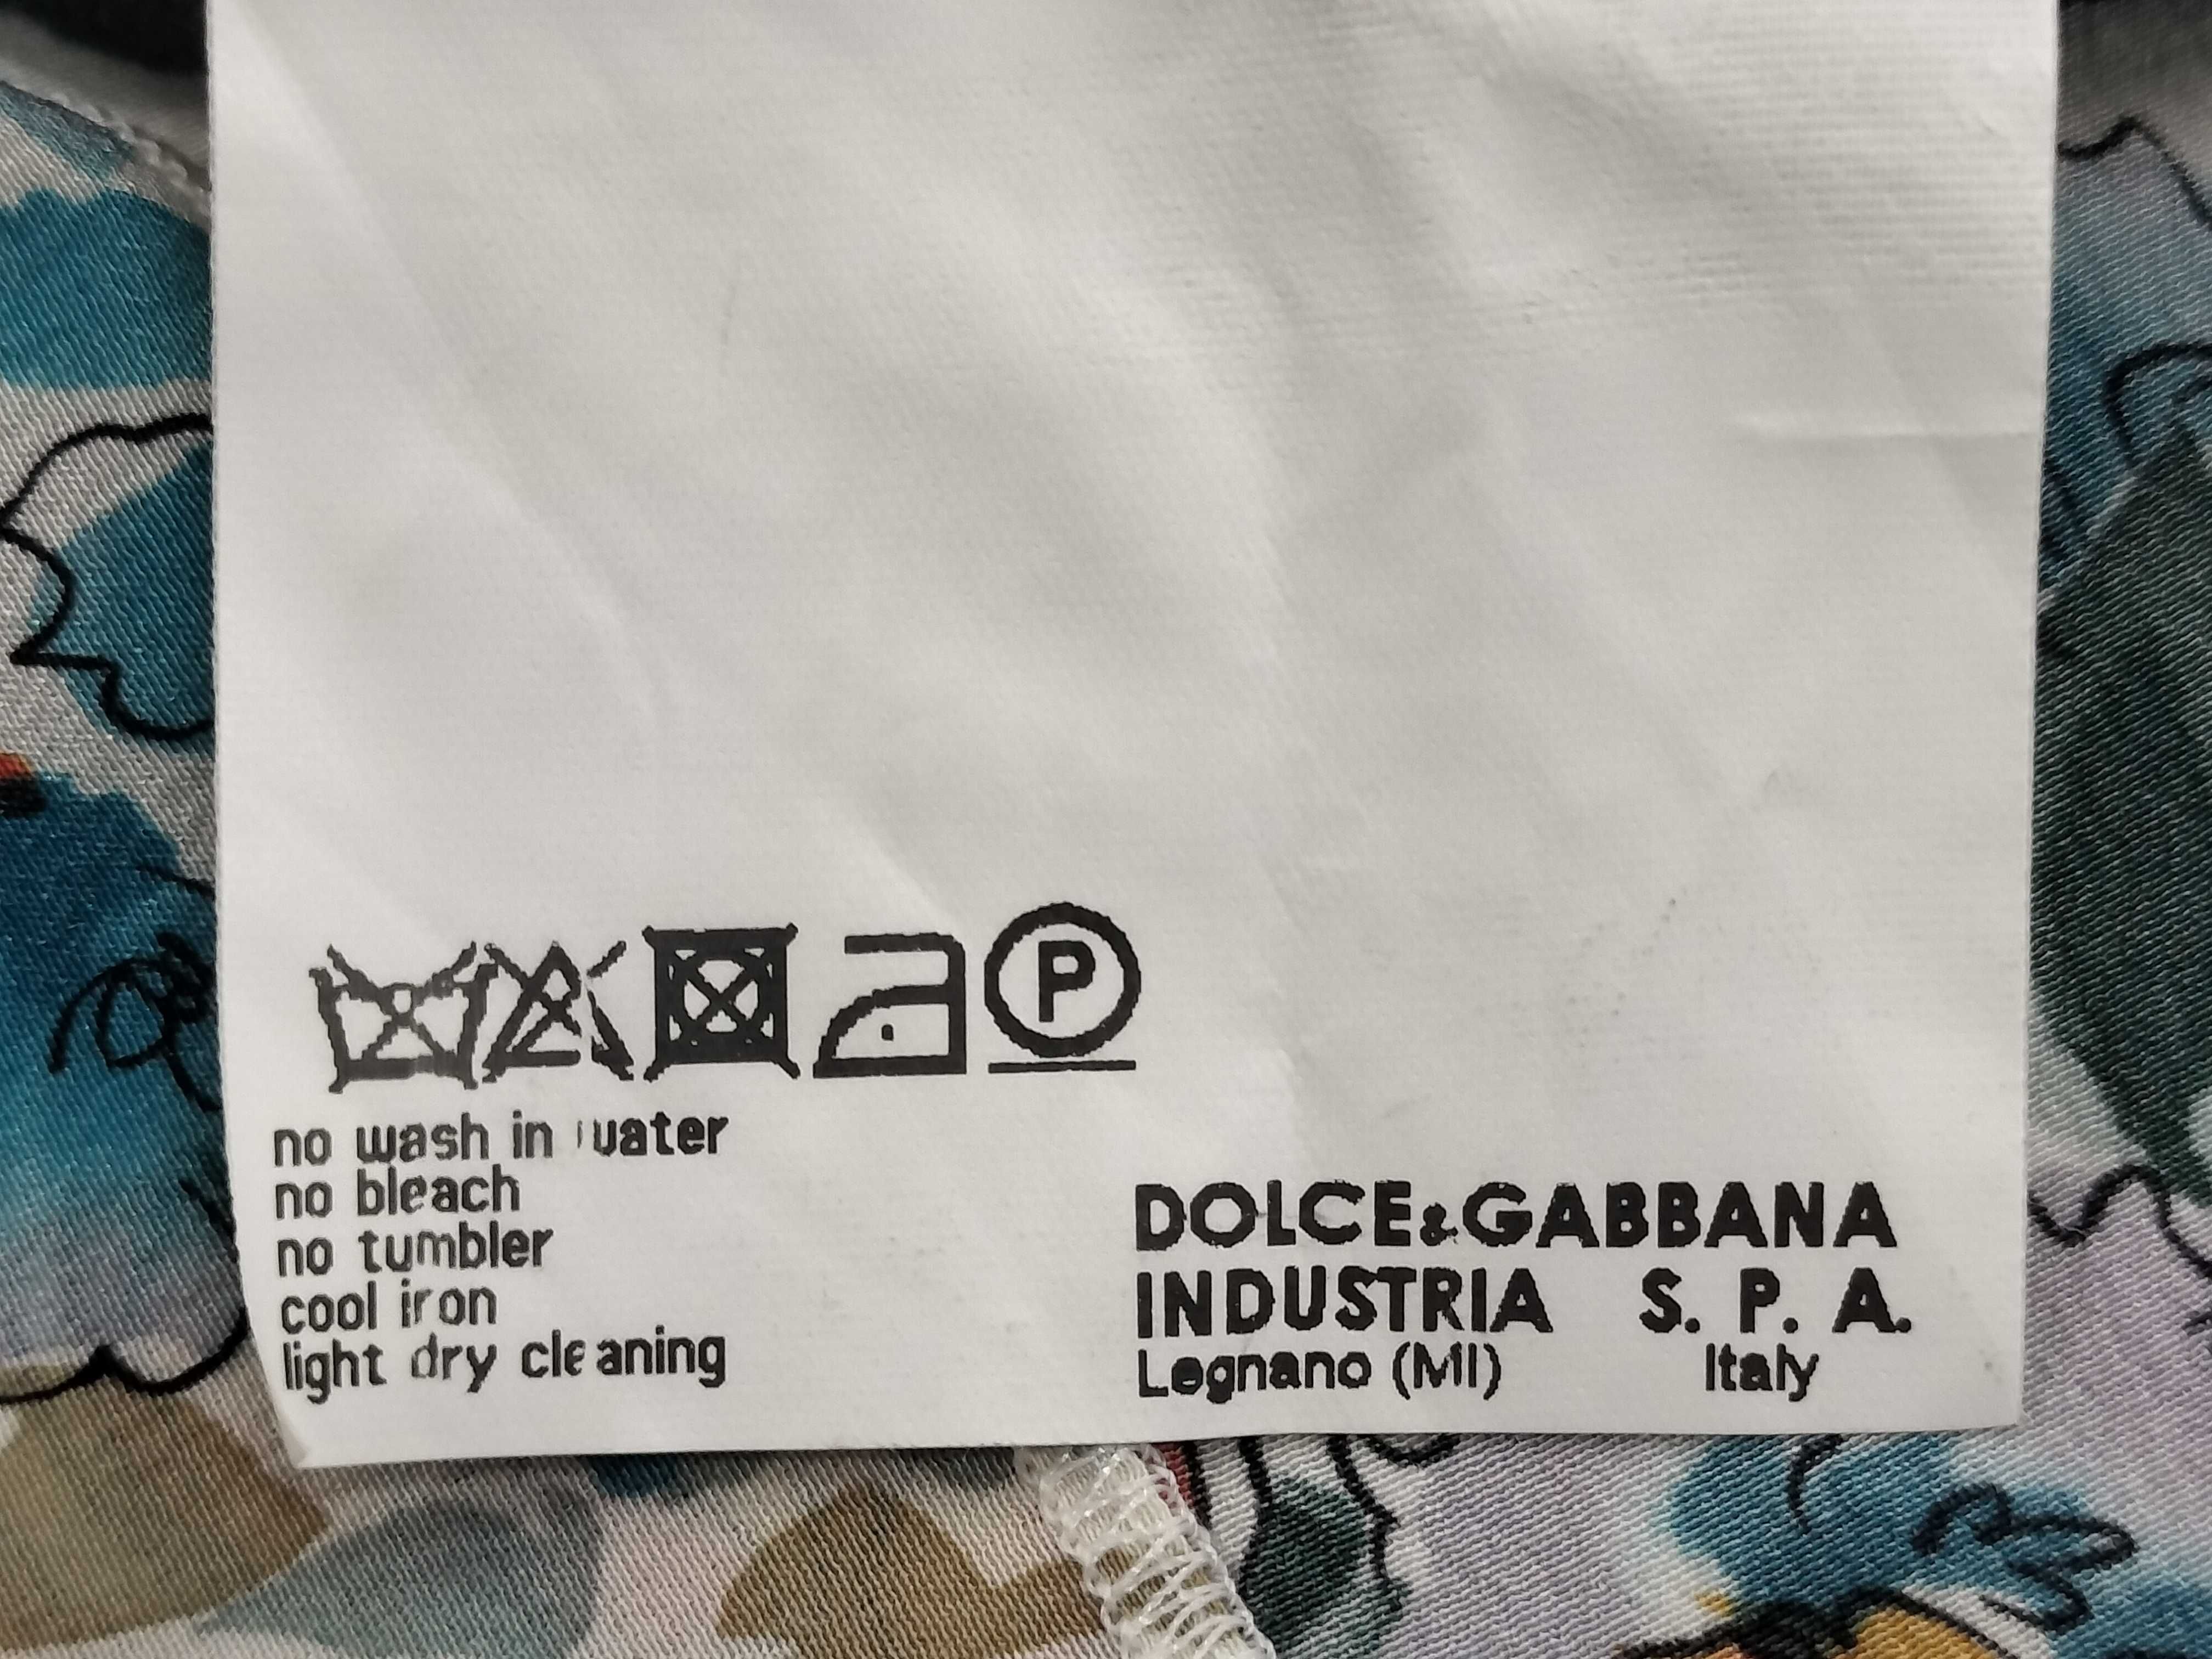 P
no wash in water
no bleach
no tumbler
cool iron
light dry cleaning
DOLCE&GABBANA
INDUSTRIA S. P. A.
Legnano (MI) Italy